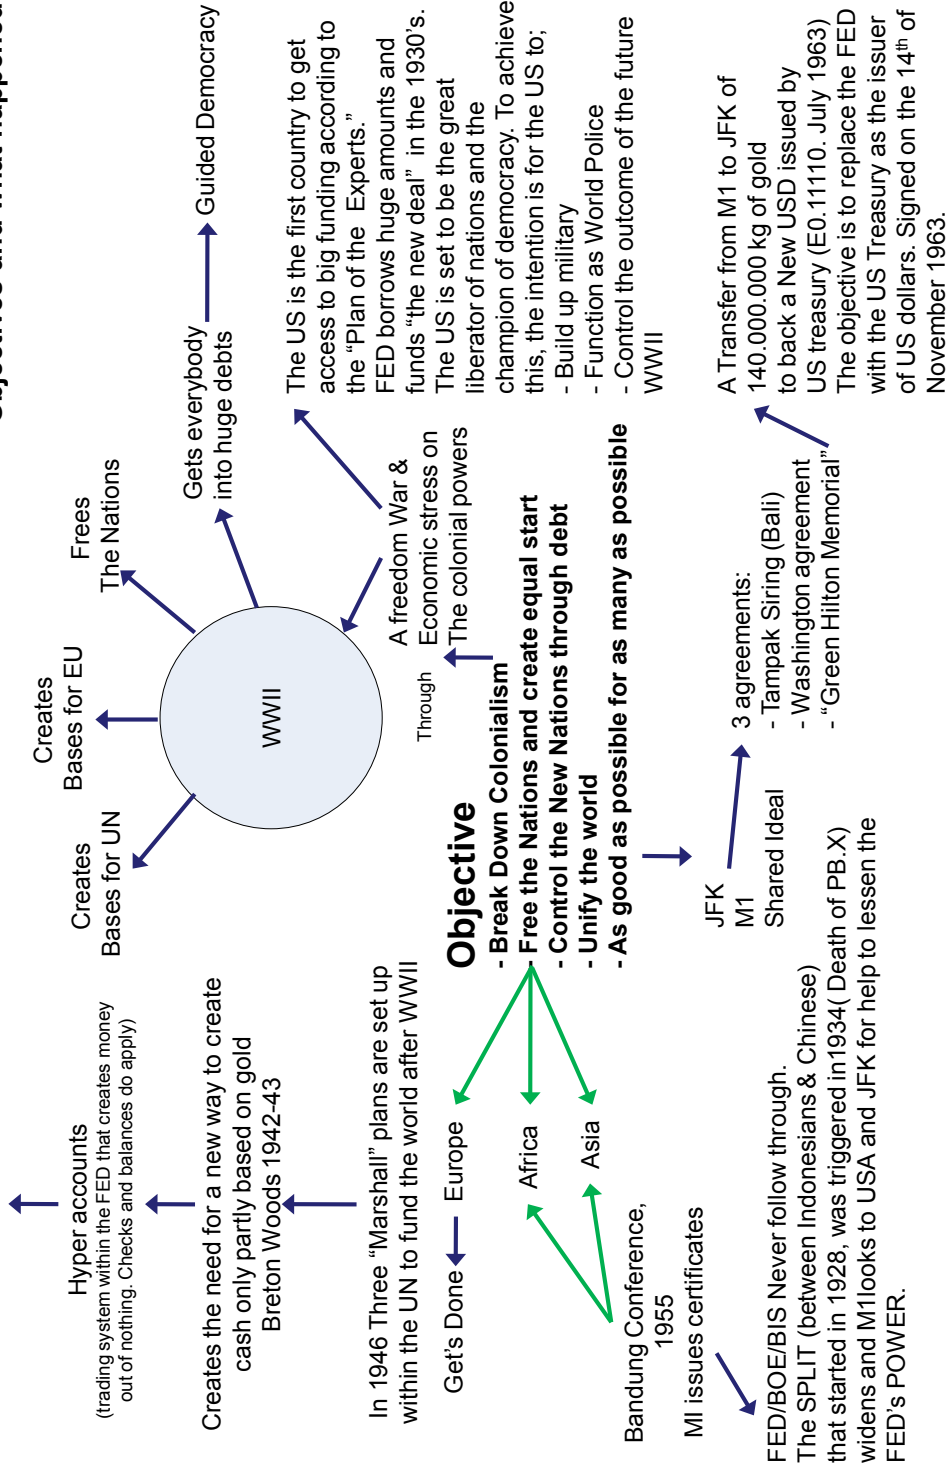 and what happened
Hyper accounts
(trading system within the FED that creates money
out of nothing. Checks and balances do apply)
Creates the need for a new way to create
cash only partly based on gold
Breton Woods 1942-43
In 1946 Three “Marshall” plans are set up
within the UN to fund the world after WWII
Get's Done
Europe
Africa
Asia
Bandung Conference,
1955
MI issues certificates
FED/BOE/BIS Never follow through.
The SPLIT (between Indonesians & Chinese)
that started in 1928, was triggered in1934( Death of PB.X)
widens and M1looks to USA and JFK for help to lessen the
FED's POWER.
Creates
Bases for UN
Creates
Bases for EU
Frees
The Nations
Gets everybody
into huge debts
Guided Democracy
WWII
Through
A freedom War &
Economic stress on
The colonial powers
The US is the first country to get
access to big funding according to
the “Plan of the Experts.”
FED borrows huge amounts and
funds “the new deal” in the 1930's.
The US is set to be the great
liberator of nations and the
champion of democracy. To achieve
this, the intention is for the US to;
- Build up military
- Function as World Police
- Control the outcome of the future
WWII
Objective
- Break Down Colonialism
- Free the Nations and create equal start
- Control the New Nations through debt
- Unify the world
- As good as possible for as many as possible
JFK
M1
Shared Ideal
3 agreements:
- Tampak Siring (Bali)
- Washington agreement
- “Green Hilton Memorial”
A Transfer from M1 to JFK of
140.000.000 kg of gold
to back a New USD issued by
US treasury (E0.11110. July 1963)
The objective is to replace the FED
with the US Treasury as the issuer
of US dollars. Signed on the 14th of
November 1963.